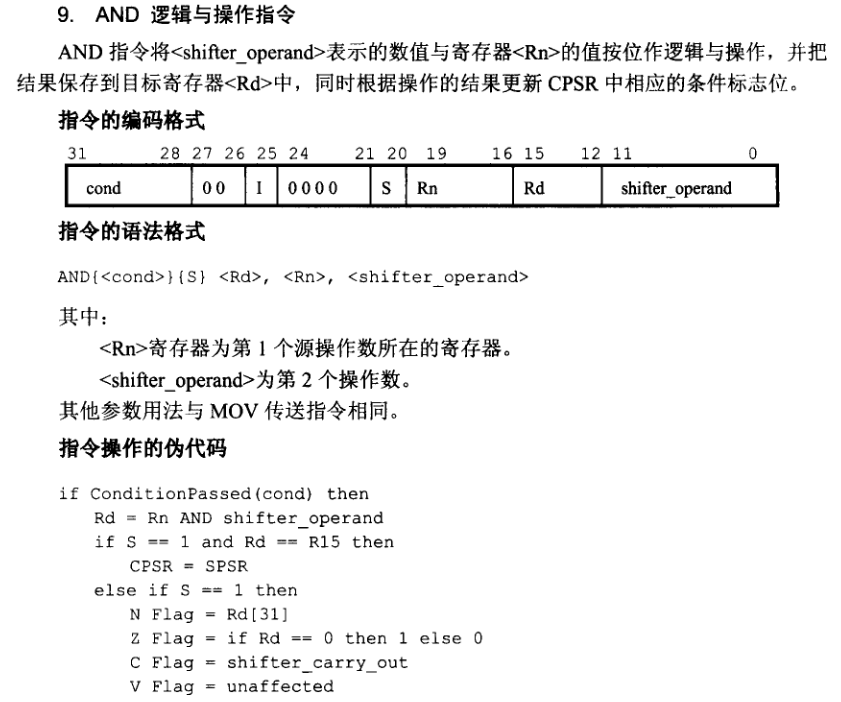 9. AND 逻辑与操作指令
AND 指令将<shifter_operand>表示的数值与寄存器<Rn>的值按位作逻辑与操作，并把
结果保存到目标寄存器<Rd>中，同时根据操作的结果更新 CPSR 中相应的条件标志位。
指令的编码格式
31 28 27 26 25 24 21 20 19 16 15 12 11 0
cond 0 0 I 0 0 0 0 S Rn Rd shifter_operand
指令的语法格式
AND{<cond>}{S} <Rd>, <Rn>, <shifter_operand>
其中：
<Rn>寄存器为第 1 个源操作数所在的寄存器。
<shifter_operand>为第 2 个操作数。
其他参数用法与 MOV 传送指令相同。
指令操作的伪代码
if ConditionPassed(cond) then
Rd = Rn AND shifter_operand
if S == 1 and Rd == R15 then
CPSR = SPSR
else if S == 1 then
N Flag = Rd[31]
Z Flag = if Rd == 0 then 1 else 0
C Flag = shifter_carry_out
V Flag = unaffected